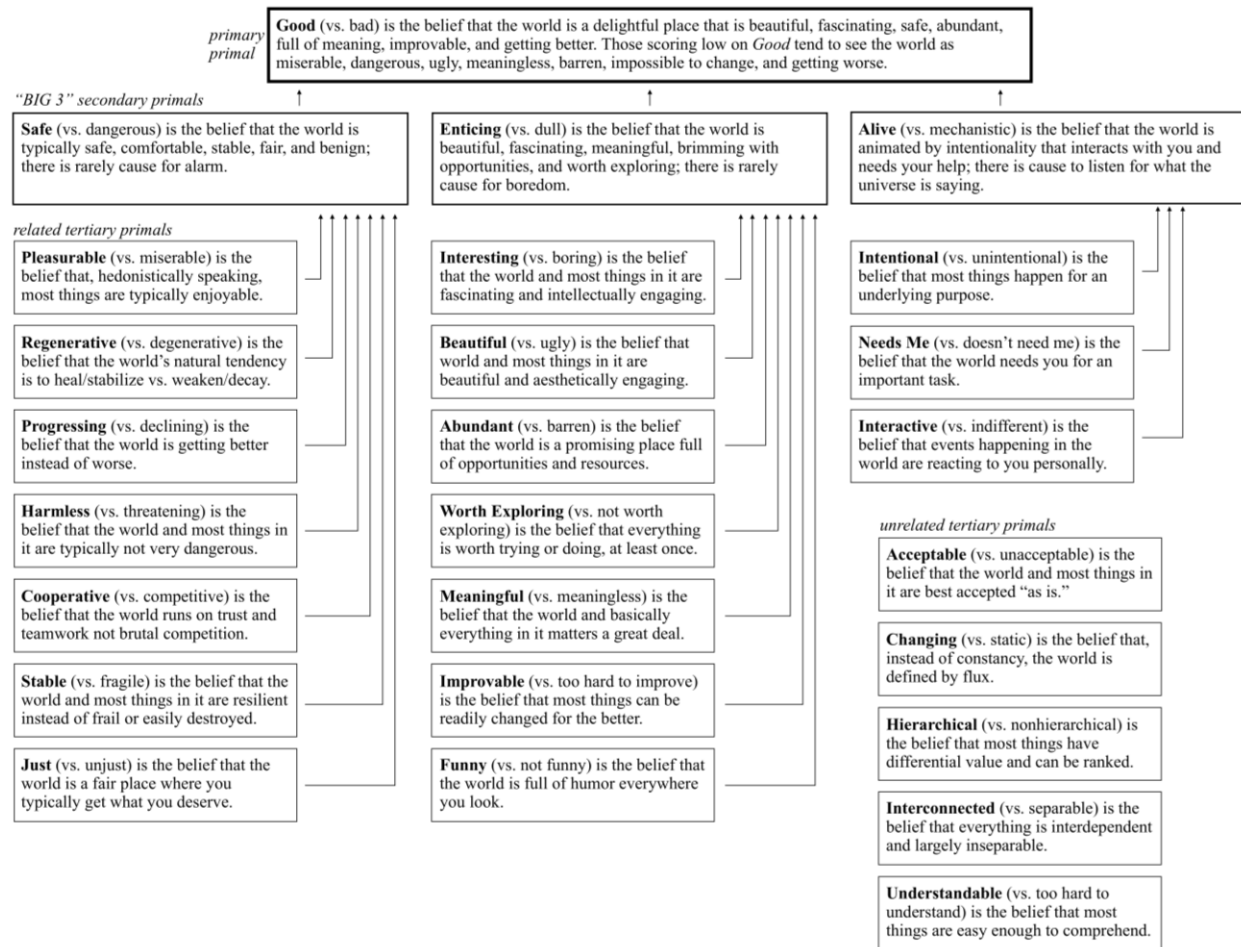 primary
primal
Good (vs. bad) is the belief that the world is a delightful place that is beautiful, fascinating, safe, abundant,
full of meaning, improvable, and getting better. Those scoring low on Good tend to see the world as
miserable, dangerous, ugly, meaningless, barren, impossible to change, and getting worse.
“BIG 3” secondary primals
Safe (vs. dangerous) is the belief that the world is
typically safe, comfortable, stable, fair, and benign;
there is rarely cause for alarm.
related tertiary primals
Pleasurable (vs. miserable) is the
belief that, hedonistically speaking,
most things are typically enjoyable.
Regenerative (vs. degenerative) is the
belief that the world’s natural tendency
is to heal/stabilize vs. weaken/decay.
Progressing (vs. declining) is the
belief that the world is getting better
instead of worse.
Harmless (vs. threatening) is the
belief that the world and most things in
it are typically not very dangerous.
Cooperative (vs. competitive) is the
belief that the world runs on trust and
teamwork not brutal competition.
Stable (vs. fragile) is the belief that the
world and most things in it are resilient
instead of frail or easily destroyed.
Just (vs. unjust) is the belief that the
world is a fair place where you
typically get what you deserve.
Enticing (vs. dull) is the belief that the world is
beautiful, fascinating, meaningful, brimming with
opportunities, and worth exploring; there is rarely
cause for boredom.
Interesting (vs. boring) is the belief
that the world and most things in it are
fascinating and intellectually engaging.
Beautiful (vs. ugly) is the belief that
world and most things in it are
beautiful and aesthetically engaging.
Abundant (vs. barren) is the belief
that the world is a promising place full
of opportunities and resources.
Worth Exploring (vs. not worth
exploring) is the belief that everything
is worth trying or doing, at least once.
Meaningful (vs. meaningless) is the
belief that the world and basically
everything in it matters a great deal.
Improvable (vs. too hard to improve)
is the belief that most things can be
readily changed for the better.
Funny (vs. not funny) is the belief that
the world is full of humor everywhere
you look.
Alive (vs. mechanistic) is the belief that the world is
animated by intentionality that interacts with you and
needs your help; there is cause to listen for what the
universe is saying.
Intentional (vs. unintentional) is the
belief that most things happen for an
underlying purpose.
Needs Me (vs. doesn’t need me) is the
belief that the world needs you for an
important task.
Interactive (vs. indifferent) is the
belief that events happening in the
world are reacting to you personally.
unrelated tertiary primals
Acceptable (vs. unacceptable) is the
belief that the world and most things in
it are best accepted “as is.”
Changing (vs. static) is the belief that,
instead of constancy, the world is
defined by flux.
Hierarchical (vs. nonhierarchical) is
the belief that most things have
differential value and can be ranked.
Interconnected (vs. separable) is the
belief that everything is interdependent
and largely inseparable.
Understandable (vs. too hard to
understand) is the belief that most
things are easy enough to comprehend.